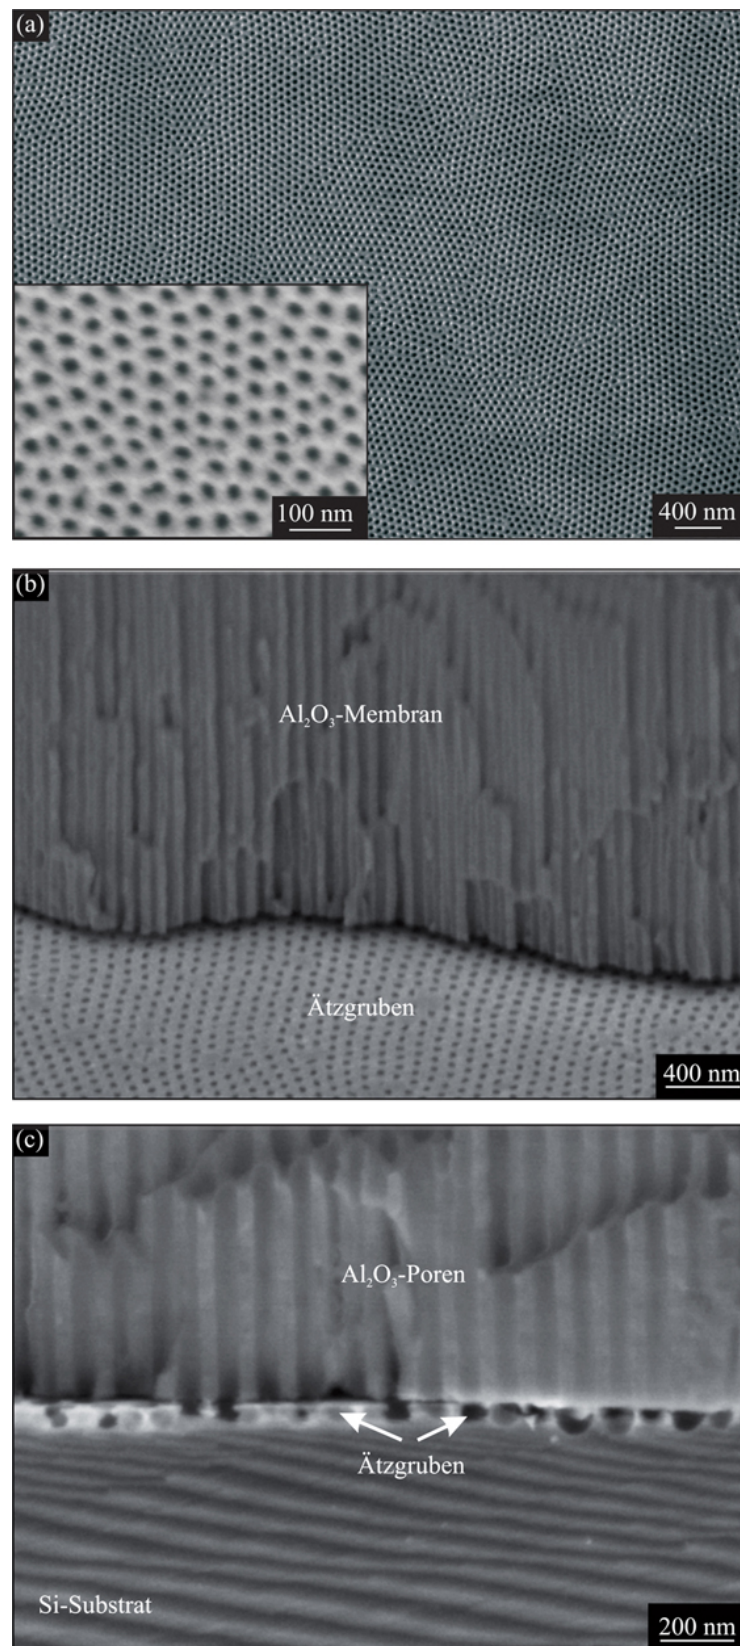 (a)
100 nm
400 nm
(b)
Al₂O₃-Membran
Ätzgruben
400 nm
(c)
Al₂O₃-Poren
Ätzgruben
Si-Substrat
200 nm